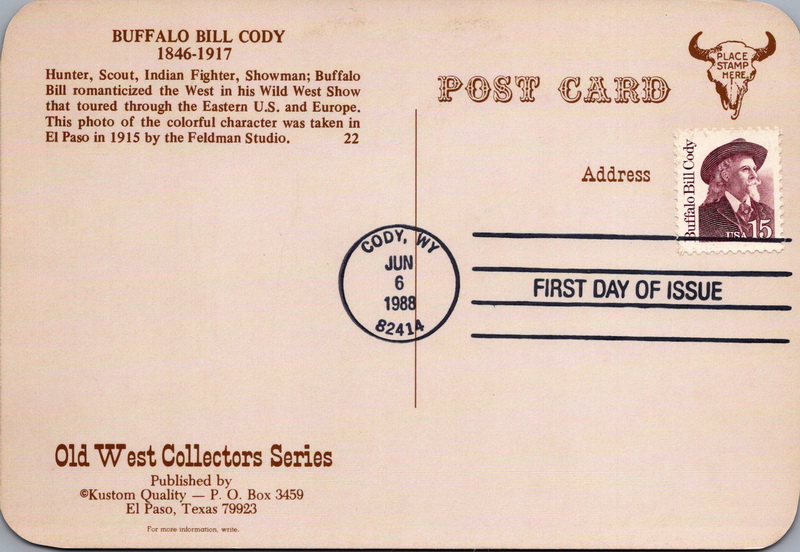 BUFFALO BILL CODY
1846-1917
Hunter, Scout, Indian Fighter, Showman; Buffalo
Bill romanticized the West in his Wild West Show
that toured through the Eastern U.S. and Europe.
This photo of the colorful character was taken in
El Paso in 1915 by the Feldman Studio. 22
POST CARD
PLACE
STAMP
HERE
Address
Buffalo Bill Cody
USA 15
CODY, WY
JUN
6
1988
82414
FIRST DAY OF ISSUE
Old West Collectors Series
Published by
©Kustom Quality — P. O. Box 3459
El Paso, Texas 79923
For more information, write.